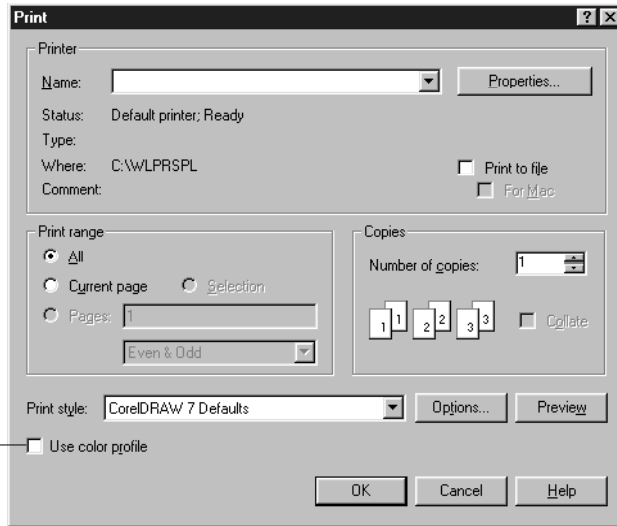 Print
Printer
Name:
Properties...
Status: Default printer; Ready
Type:
Where: C:\WLPRSPL
Print to file
Comment:
For Mac
Print range
All
Current page Selection
Pages: 1
Even & Odd
Copies
Number of copies: 1
1 1 2 2 3 3
Collate
Print style: CorelDRAW 7 Defaults Options... Preview
Use color profile
OK Cancel Help